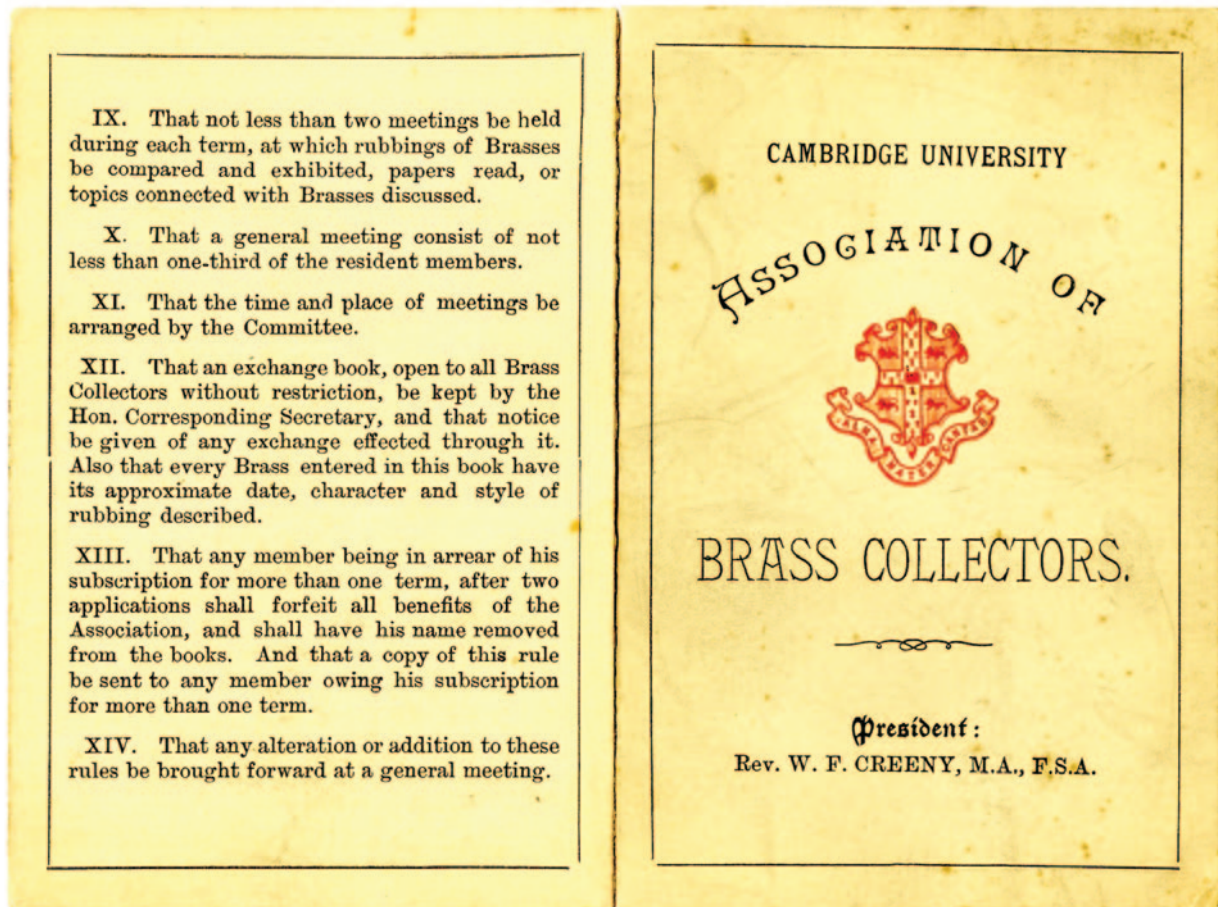 IX. That not less than two meetings be held
during each term, at which rubbings of Brasses
be compared and exhibited, papers read, or
topics connected with Brasses discussed.
X. That a general meeting consist of not
less than one-third of the resident members.
XI. That the time and place of meetings be
arranged by the Committee.
XII. That an exchange book, open to all Brass
Collectors without restriction, be kept by the
Hon. Corresponding Secretary, and that notice
be given of any exchange effected through it.
Also that every Brass entered in this book have
its approximate date, character and style of
rubbing described.
XIII. That any member being in arrear of his
subscription for more than one term, after two
applications shall forfeit all benefits of the
Association, and shall have his name removed
from the books. And that a copy of this rule
be sent to any member owing his subscription
for more than one term.
XIV. That any alteration or addition to these
rules be brought forward at a general meeting.
CAMBRIDGE UNIVERSITY
ASSOCIATION OF
ALMA MATER CANTAB
BRASS COLLECTORS.
President:
Rev. W. F. CREENY, M.A., F.S.A.